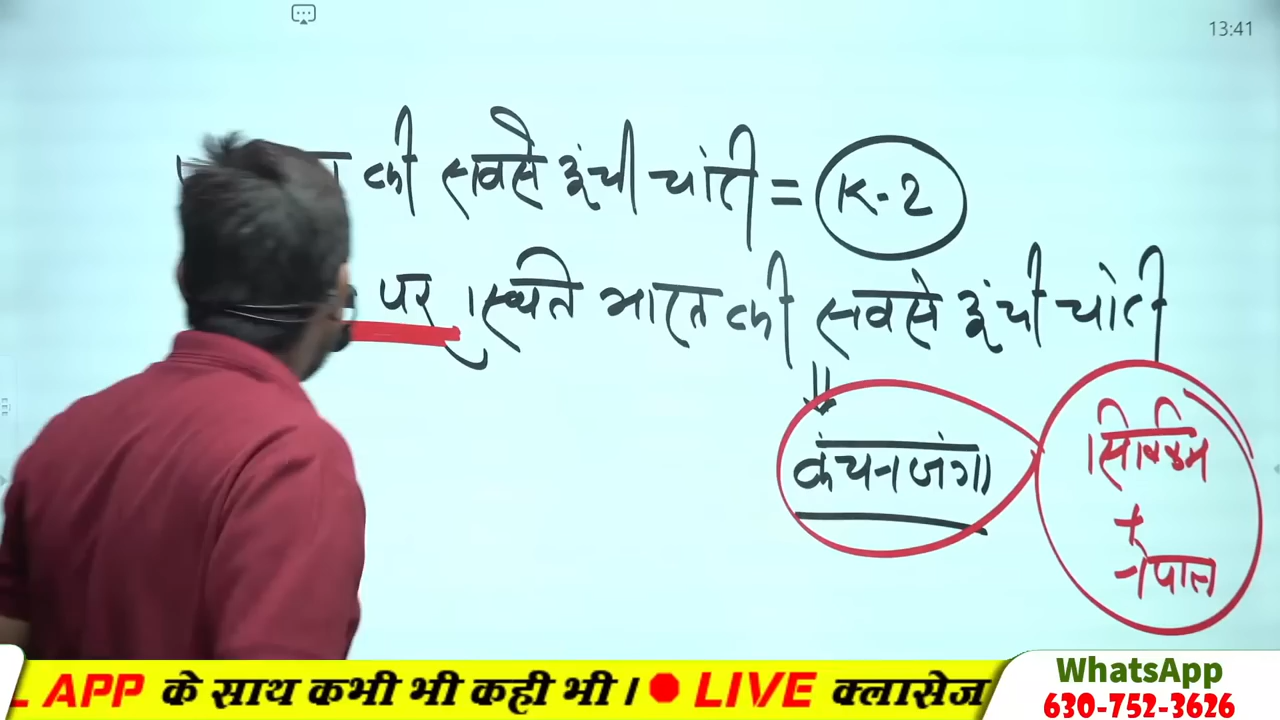 13:41
की सबसे ऊंची चोटी = K-2
पर स्थित भारत की सबसे ऊंची चोटी
कंचनजंगा
सिक्किम
+
नेपाल
L APP के साथ कभी भी कही भी । LIVE क्लासेज
WhatsApp
630-752-3626